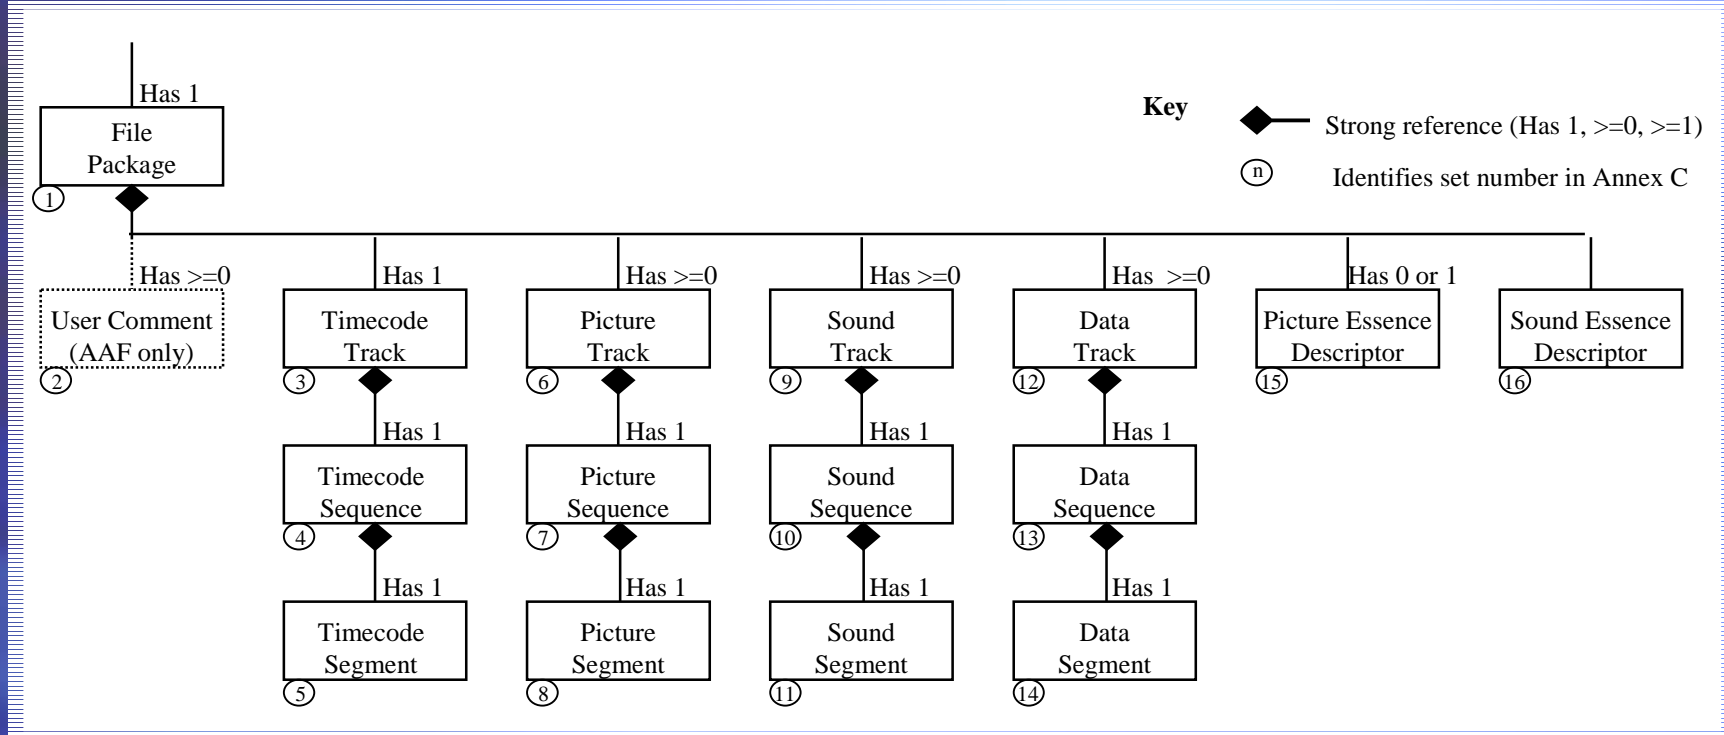 Has 1
File
Package
1
Key
Strong reference (Has 1, >=0, >=1)
n
Identifies set number in Annex C
Has >=0
User Comment
(AAF only)
2
Has 1
Timecode
Track
3
Has 1
Timecode
Sequence
4
Has 1
Timecode
Segment
5
Has >=0
Picture
Track
6
Has 1
Picture
Sequence
7
Has 1
Picture
Segment
8
Has >=0
Sound
Track
9
Has 1
Sound
Sequence
10
Has 1
Sound
Segment
11
Has >=0
Data
Track
12
Has 1
Data
Sequence
13
Has 1
Data
Segment
14
Has 0 or 1
Picture Essence
Descriptor
15
Sound Essence
Descriptor
16